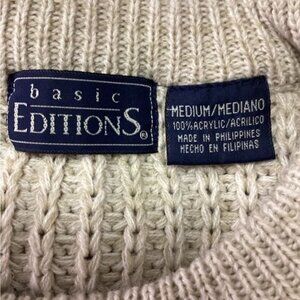 basic
EDITIONS®
MEDIUM/MEDIANO
100% ACRYLIC/ACRILICO
MADE IN PHILIPPINES
HECHO EN FILIPINAS